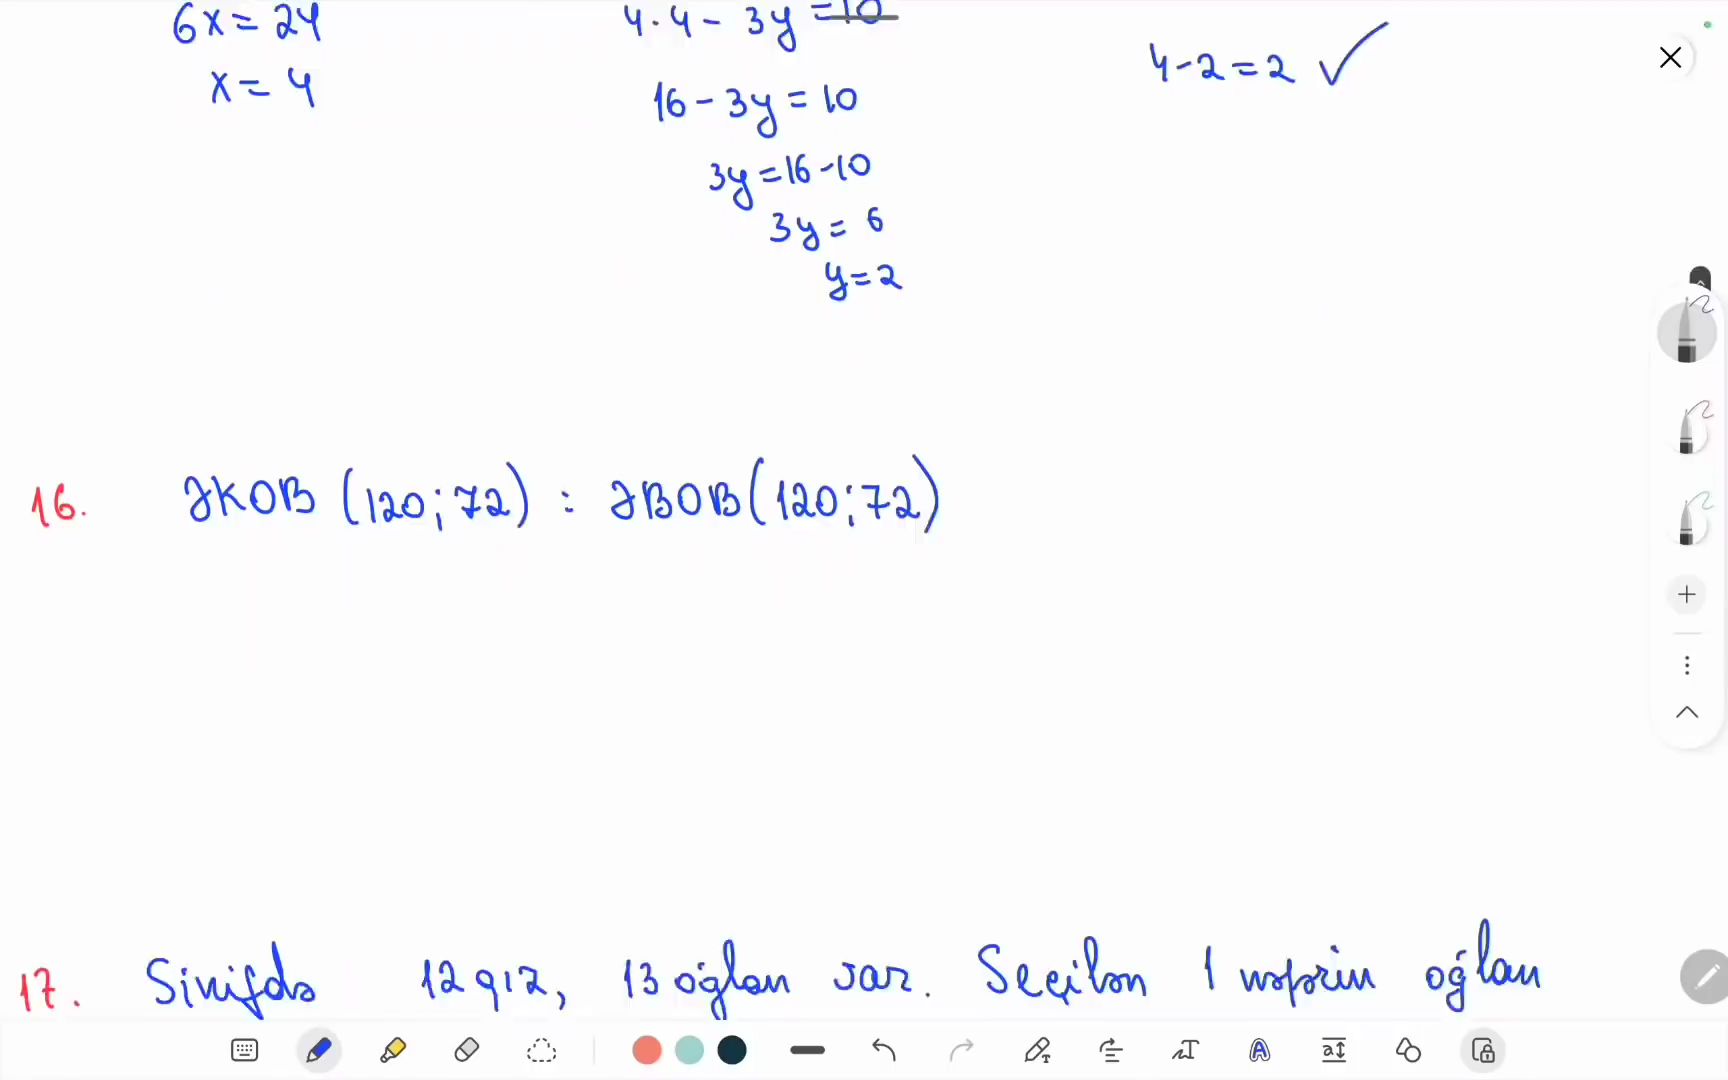 6x = 24
x = 4
4·4 - 3y = 10
16 - 3y = 10
3y = 16 - 10
3y = 6
y = 2
4 - 2 = 2 ✓
16. ƏKOB (120; 72) : ƏBOB (120; 72)
17. Sinifdə 12 qız, 13 oğlan var. Seçilən 1 nəfərin oğlan